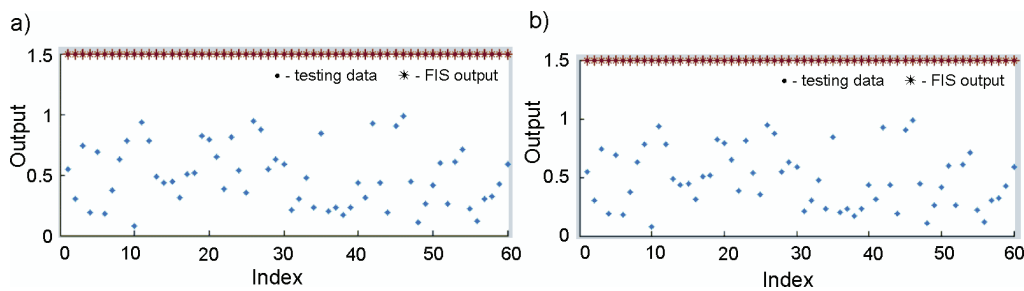 a)
1.5
1
0.5
0
Output
• - testing data * - FIS output
0 10 20 30 40 50 60
Index
b)
1.5
1
0.5
0
Output
• - testing data * - FIS output
0 10 20 30 40 50 60
Index